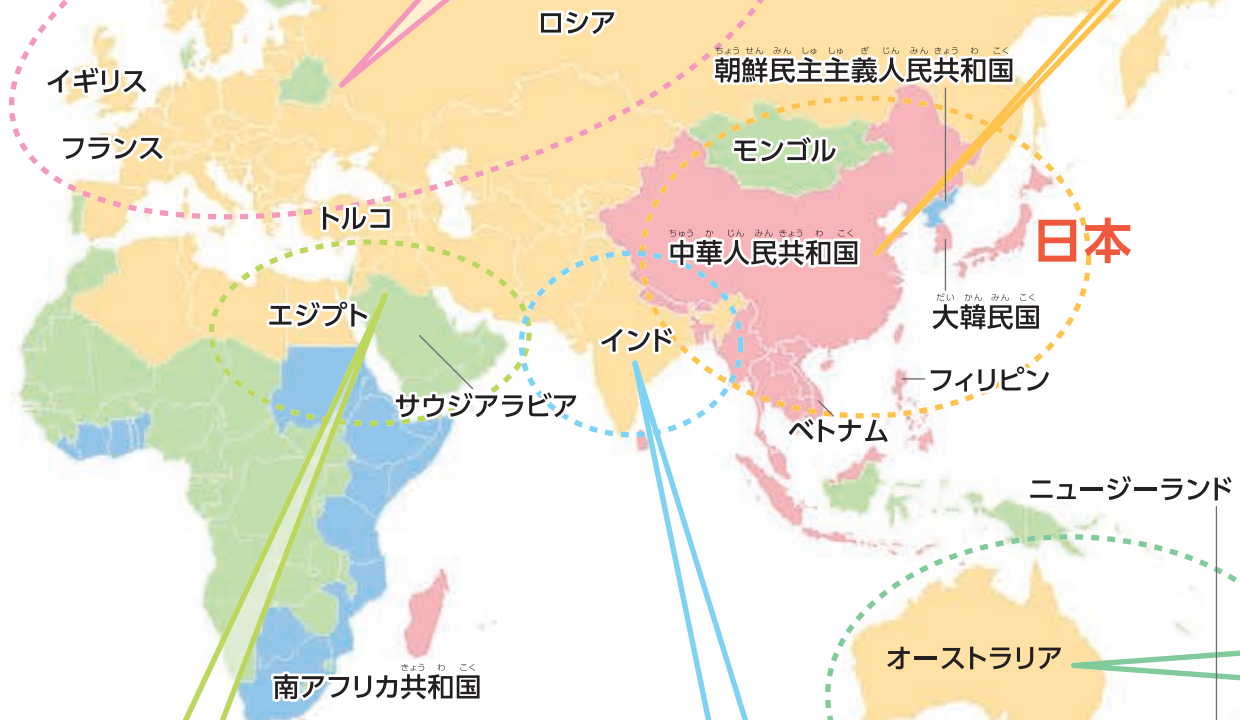 ロシア
ちょう せん みん しゅ しゅ ぎ じん みん きょう わ こく
朝鮮民主主義人民共和国
イギリス
フランス
モンゴル
トルコ
ちゅう か じん みん きょう わ こく
中華人民共和国
日本
エジプト
だい かん みん こく
大韓民国
インド
フィリピン
サウジアラビア
ベトナム
ニュージーランド
オーストラリア
きょう わ こく
南アフリカ共和国